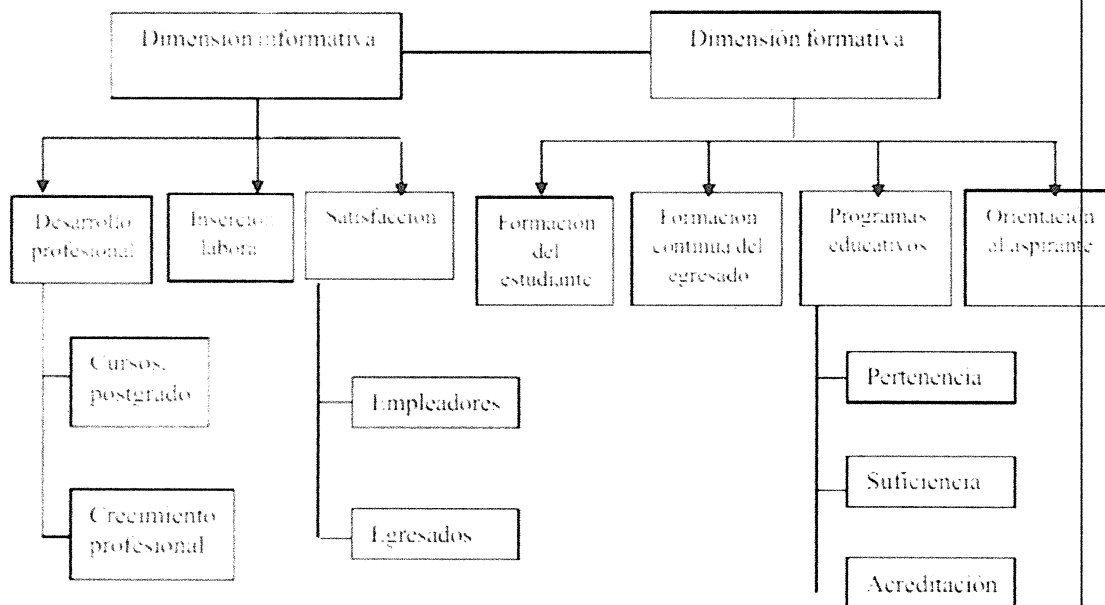 Dimensión informativa
Dimensión formativa
Desarrollo
profesional
Inserción
labora
Satisfacción
Formación
del
estudiante
Formación
continua del
egresado
Programas
educativos
Orientación
al aspirante
Cursos,
postgrado
Crecimiento
profesional
Empleadores
Egresados
Pertenencia
Suficiencia
Acreditación